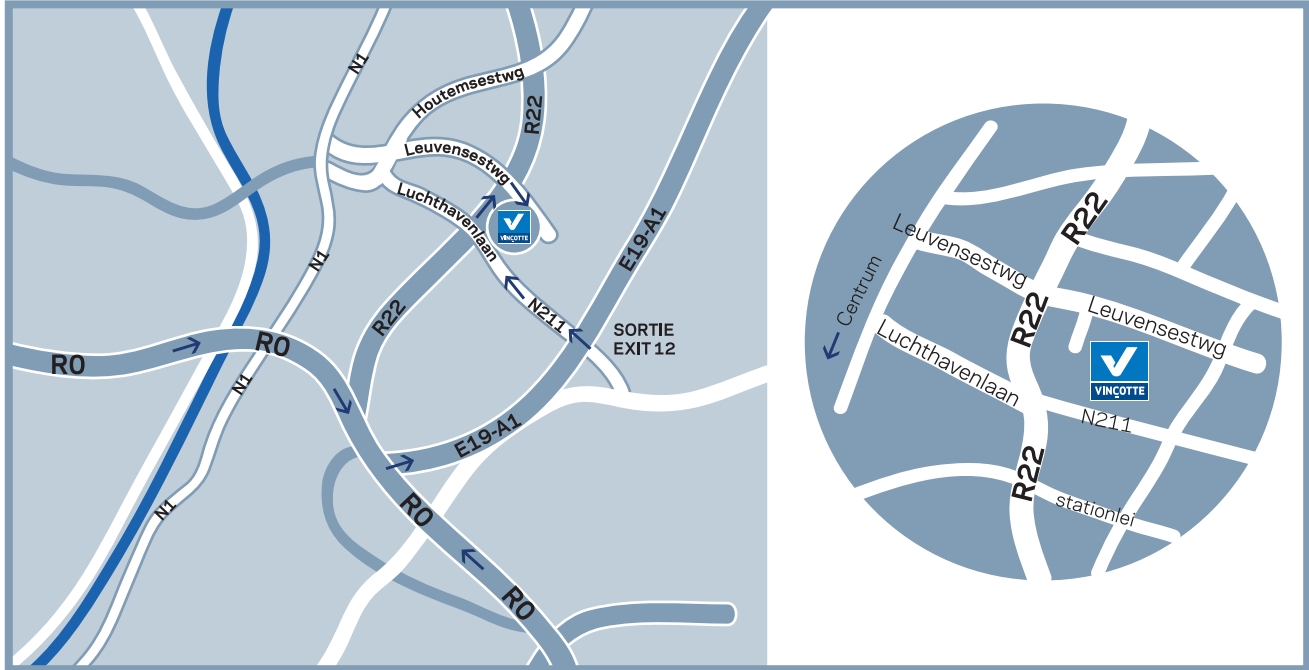 N1
Houtemsestwg
R22
Leuvensestwg
Luchthavenlaan
VINÇOTTE
E19-A1
N1
R22
N211
SORTIE
EXIT 12
R0
R0
N1
E19-A1
N1
R0
R0
R22
Leuvensestwg
Centrum
R22
Leuvensestwg
Luchthavenlaan
VINÇOTTE
N211
R22
stationlei